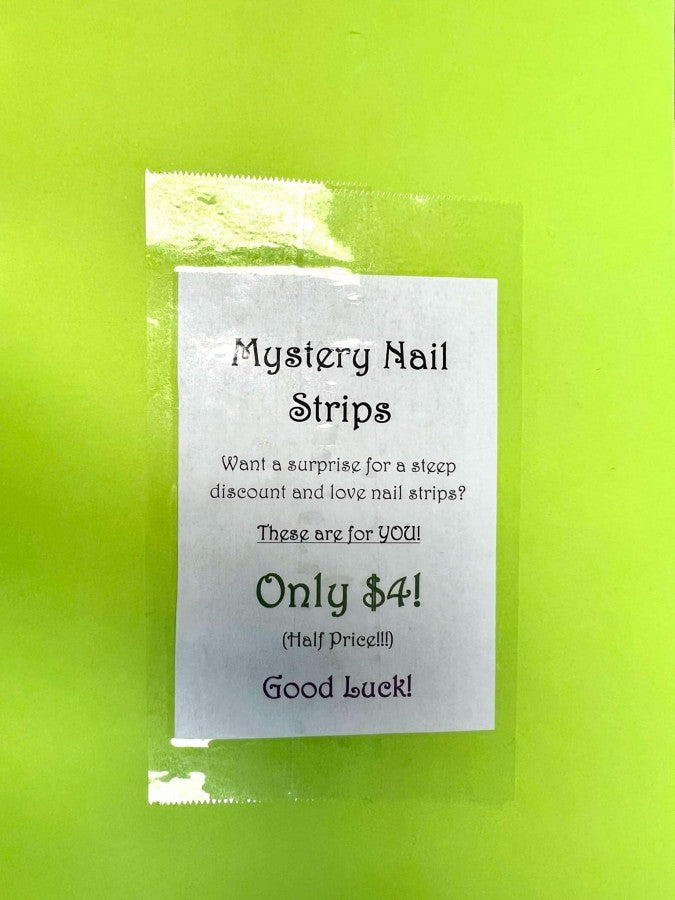 Mystery Nail
Strips
Want a surprise for a steep
discount and love nail strips?
These are for YOU!
Only $4!
(Half Price!!!)
Good Luck!